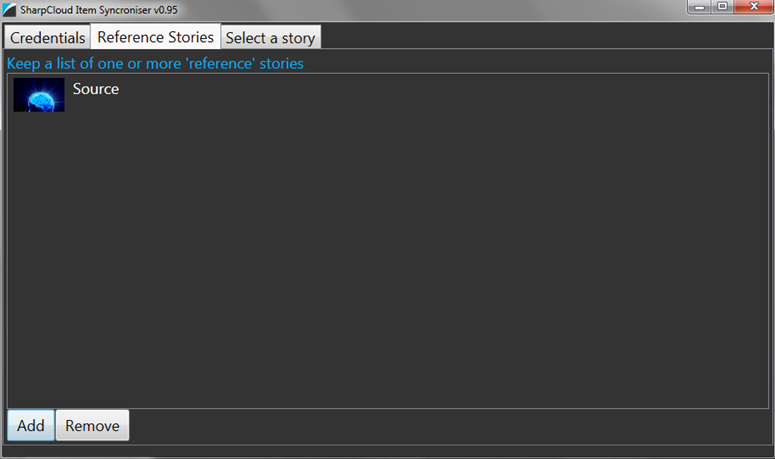 SharpCloud Item Syncroniser v0.95
Credentials Reference Stories Select a story
Keep a list of one or more 'reference' stories
Source
Add Remove